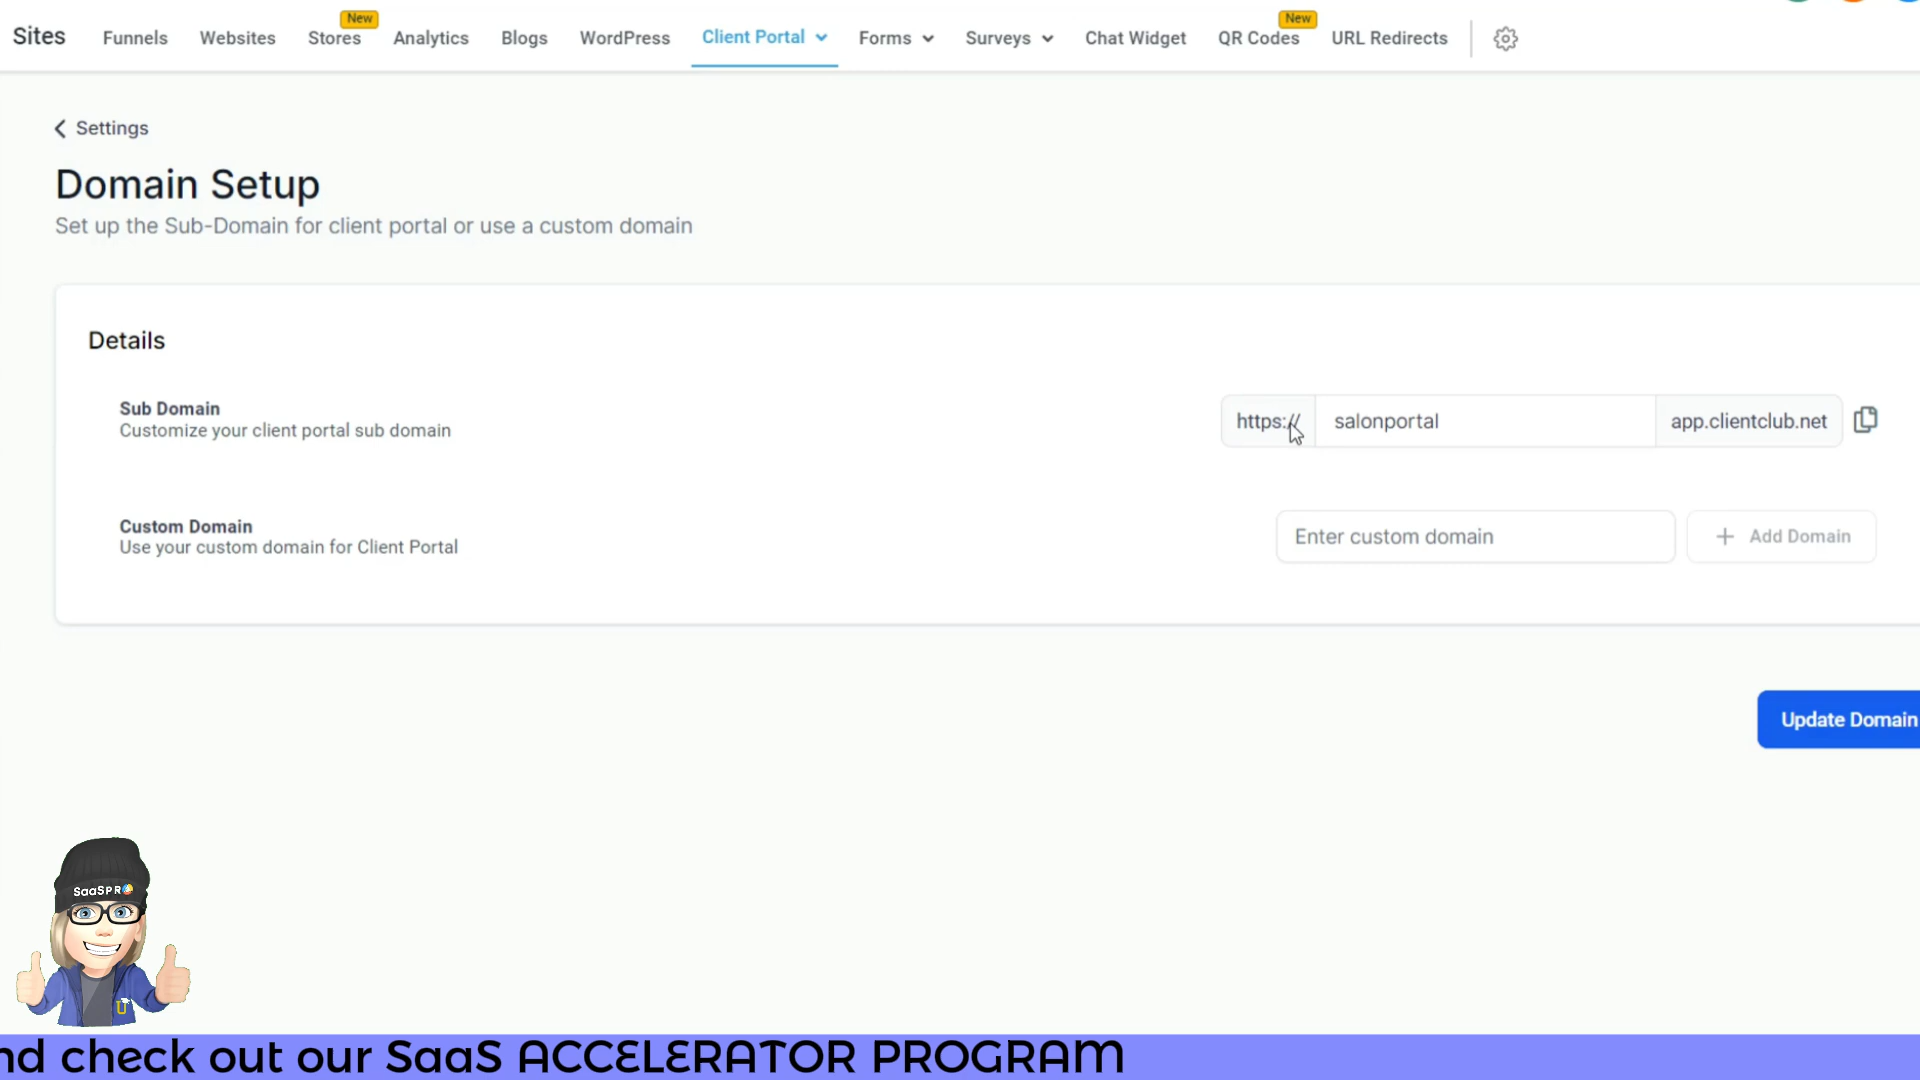 Sites Funnels Websites Stores New Analytics Blogs WordPress Client Portal Forms Surveys Chat Widget QR Codes New URL Redirects
Settings
Domain Setup
Set up the Sub-Domain for client portal or use a custom domain
Details
Sub Domain
Customize your client portal sub domain
https:// salonportal app.clientclub.net
Custom Domain
Use your custom domain for Client Portal
Enter custom domain + Add Domain
Update Domain
SaaSPRO
nd check out our SaaS ACCELERATOR PROGRAM